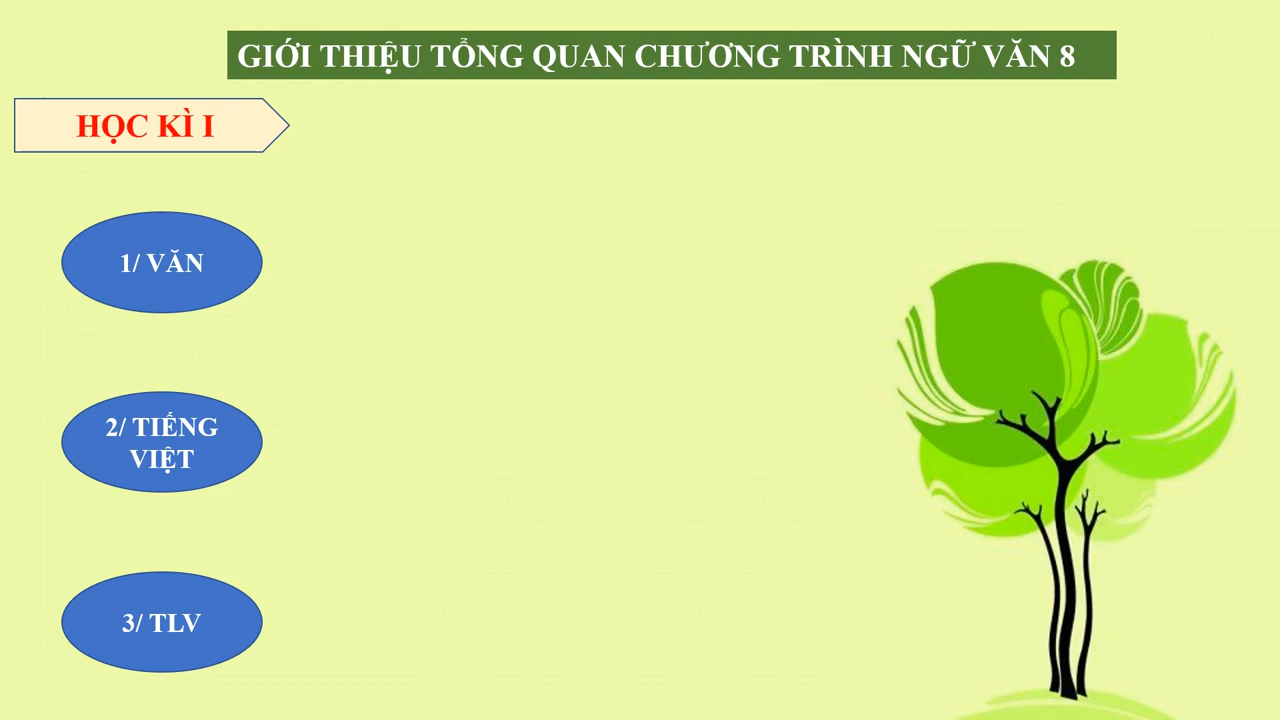 GIỚI THIỆU TỔNG QUAN CHƯƠNG TRÌNH NGỮ VĂN 8
HỌC KÌ I
1/ VĂN
2/ TIẾNG
VIỆT
3/ TLV